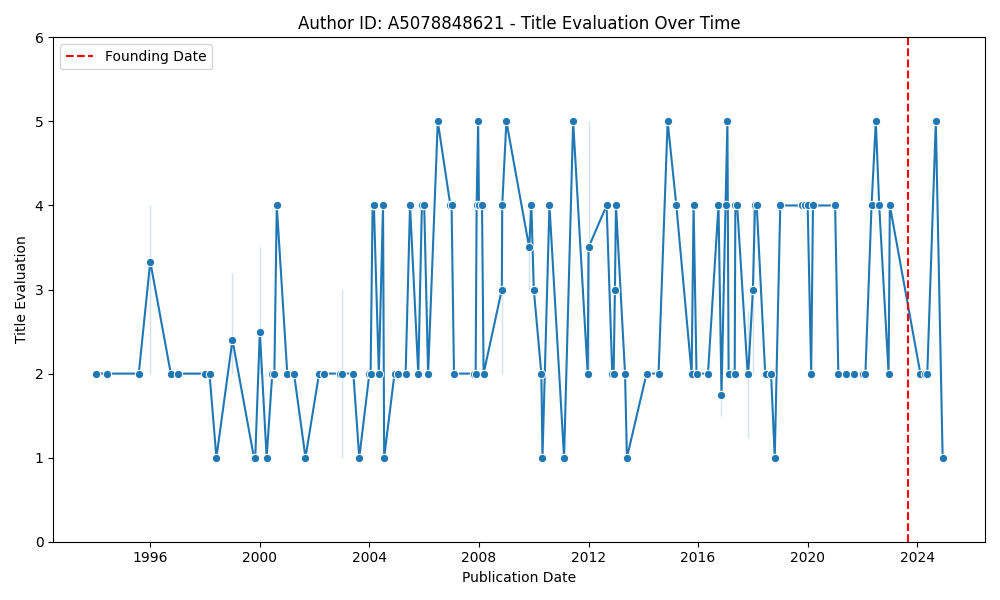 Author ID: A5078848621 - Title Evaluation Over Time
Founding Date
Title Evaluation
6
5
4
3
2
1
0
1996 2000 2004 2008 2012 2016 2020 2024
Publication Date